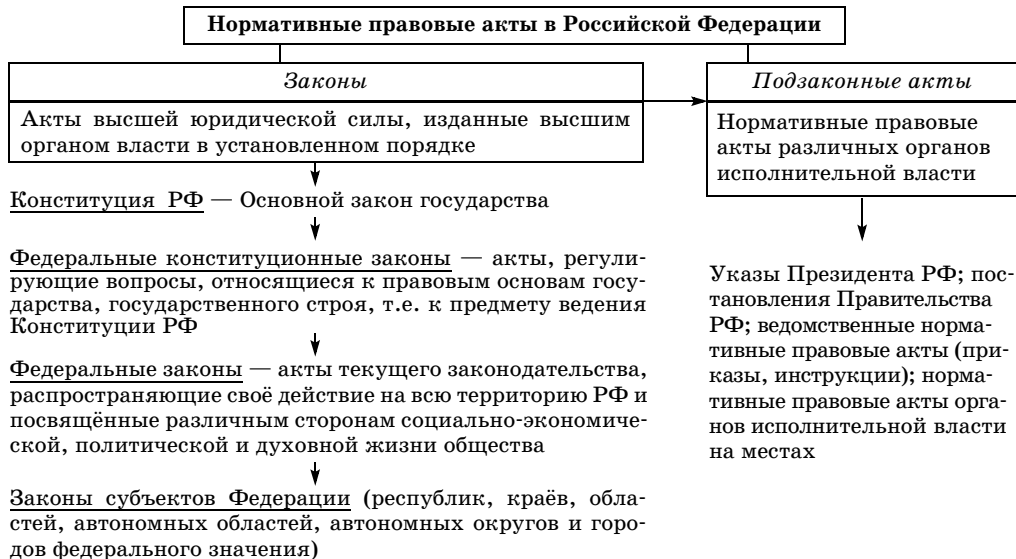 Нормативные правовые акты в Российской Федерации
Законы
Акты высшей юридической силы, изданные высшим
органом власти в установленном порядке
Конституция РФ — Основной закон государства
Федеральные конституционные законы — акты, регули-
рующие вопросы, относящиеся к правовым основам госу-
дарства, государственного строя, т.е. к предмету ведения
Конституции РФ
Федеральные законы — акты текущего законодательства,
распространяющие своё действие на всю территорию РФ и
посвящённые различным сторонам социально-экономиче-
ской, политической и духовной жизни общества
Законы субъектов Федерации (республик, краёв, обла-
стей, автономных областей, автономных округов и горо-
дов федерального значения)
Подзаконные акты
Нормативные правовые
акты различных органов
исполнительной власти
Указы Президента РФ; пос-
тановления Правительства
РФ; ведомственные норма-
тивные правовые акты (при-
казы, инструкции); норма-
тивные правовые акты орга-
нов исполнительной власти
на местах